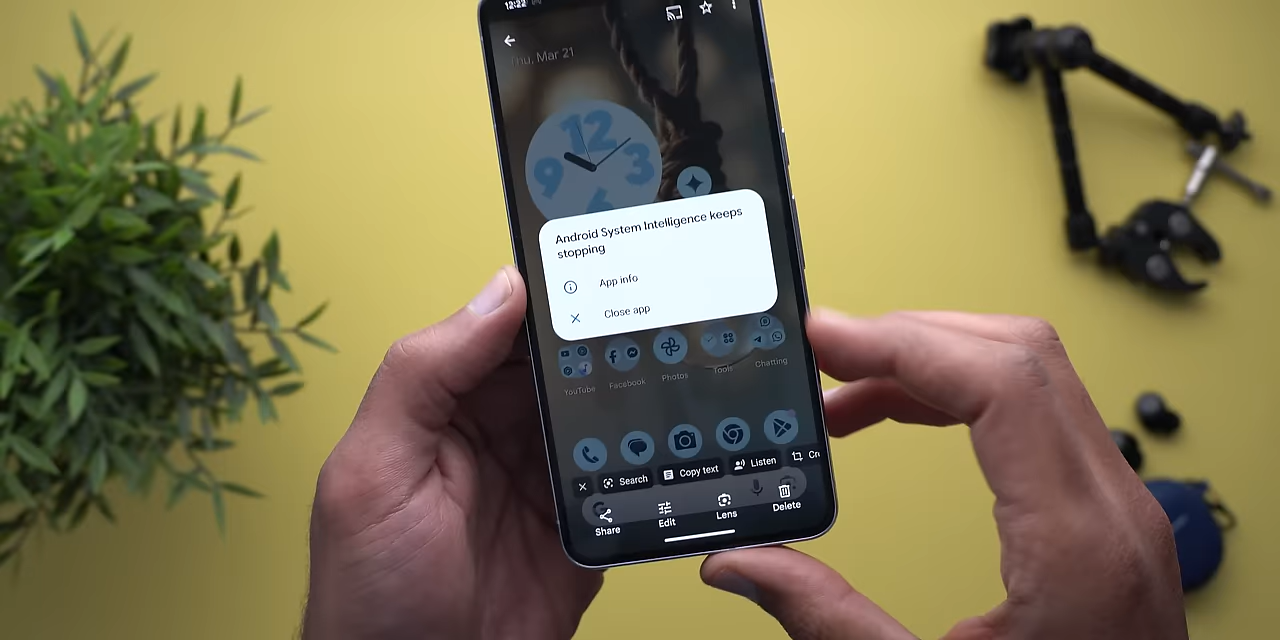 12:22
Thu, Mar 21
12
9
3
6
Android System Intelligence keeps
stopping
App info
Close app
YouTube
Facebook
Photos
Tools
Chatting
Search
Copy text
Listen
Share
Edit
Lens
Delete